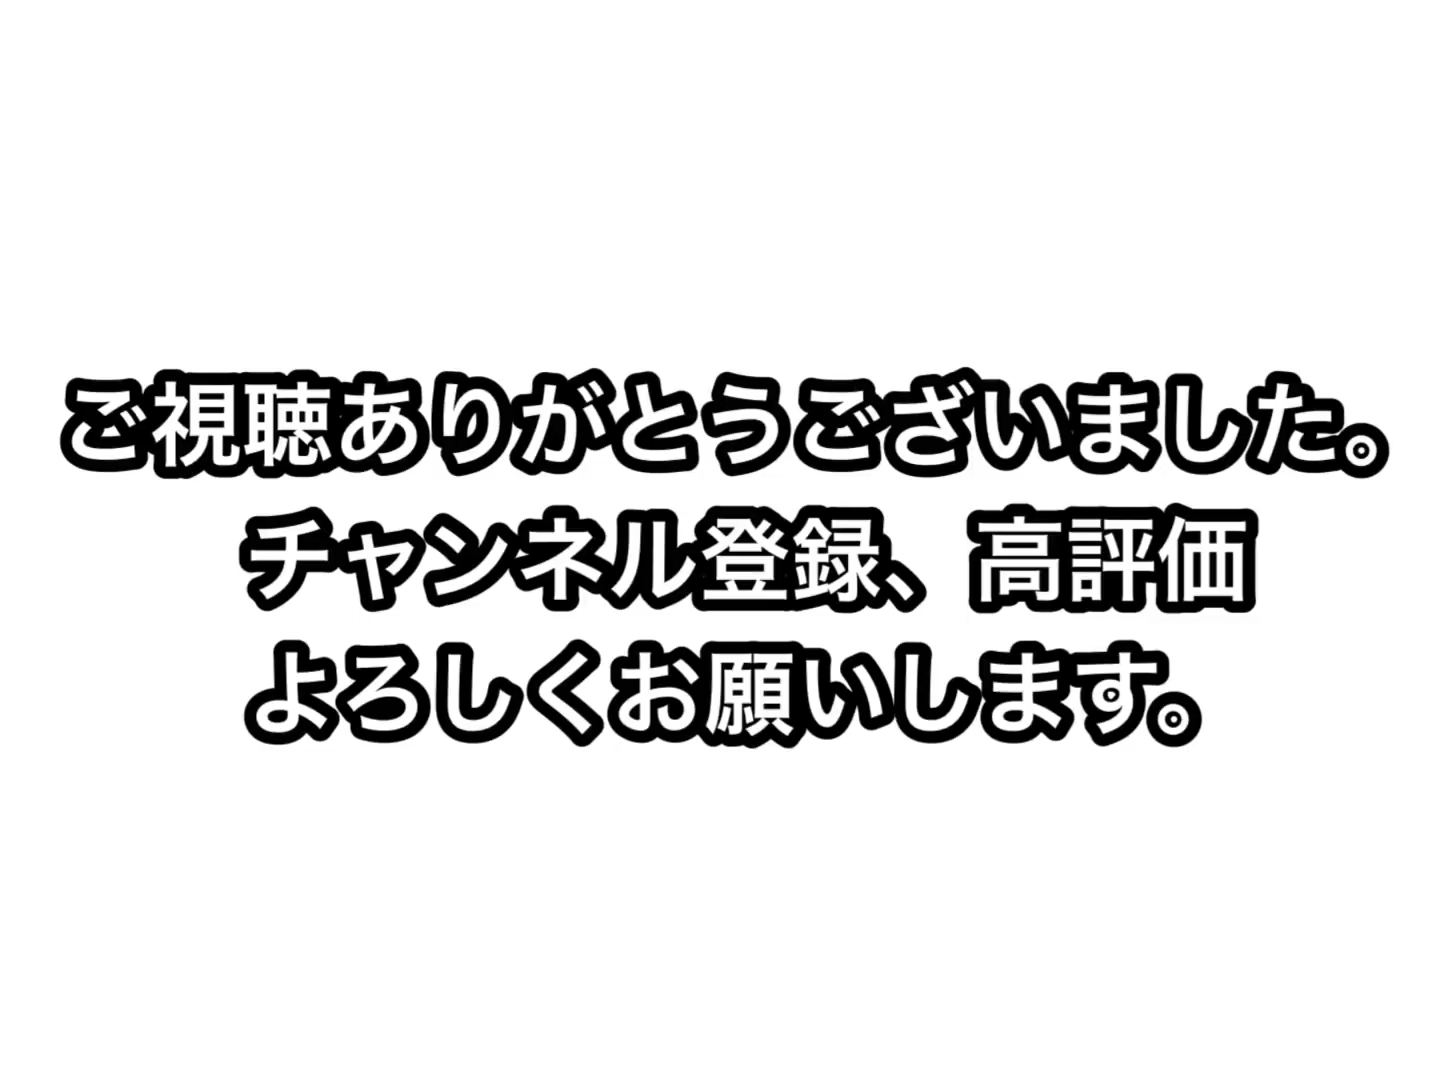 ご視聴ありがとうございました。
チャンネル登録、高評価
よろしくお願いします。